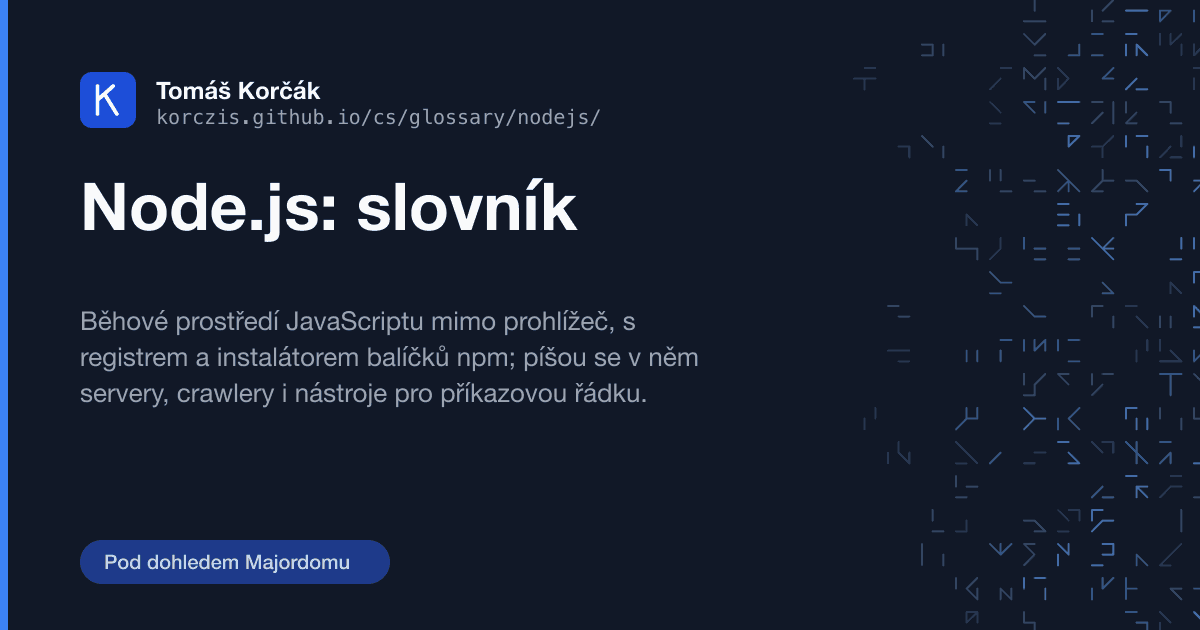 K
Tomáš Korčák
korczis.github.io/cs/glossary/nodejs/
Node.js: slovník
Běhové prostředí JavaScriptu mimo prohlížeč, s
registrem a instalátorem balíčků npm; píšou se v něm
servery, crawlery i nástroje pro příkazovou řádku.
Pod dohledem Majordomu